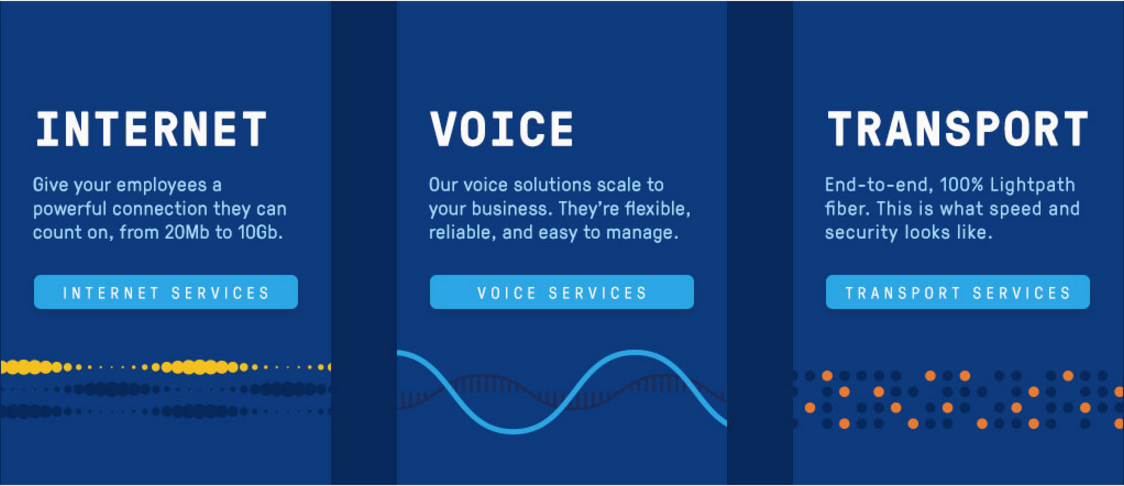 INTERNET
Give your employees a
powerful connection they can
count on, from 20Mb to 10Gb.
INTERNET SERVICES
VOICE
Our voice solutions scale to
your business. They're flexible,
reliable, and easy to manage.
VOICE SERVICES
TRANSPORT
End-to-end, 100% Lightpath
fiber. This is what speed and
security looks like.
TRANSPORT SERVICES